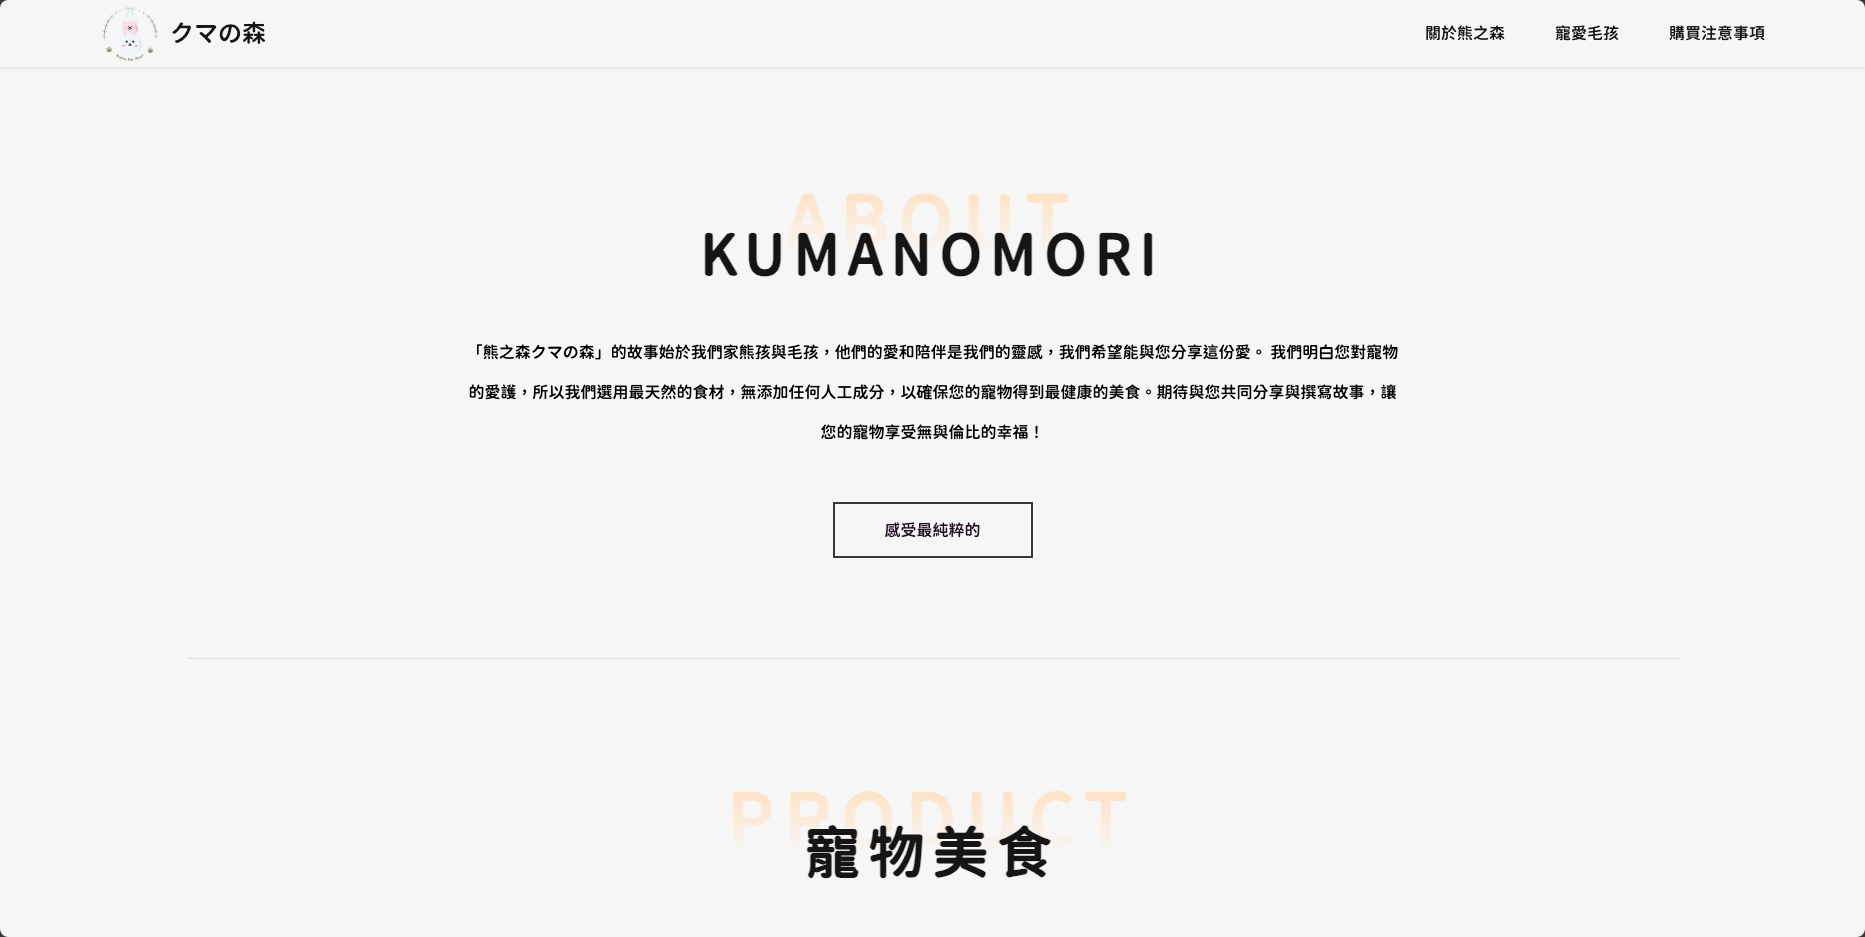 クマの森
關於熊之森
寵愛毛孩
購買注意事項
ABOUT
KUMANOMORI
「熊之森クマの森」的故事始於我們家熊孩與毛孩，他們的愛和陪伴是我們的靈感，我們希望能與您分享這份愛。 我們明白您對寵物
的愛護，所以我們選用最天然的食材，無添加任何人工成分，以確保您的寵物得到最健康的美食。期待與您共同分享與撰寫故事，讓
您的寵物享受無與倫比的幸福！
感受最純粹的
PRODUCT
寵物美食